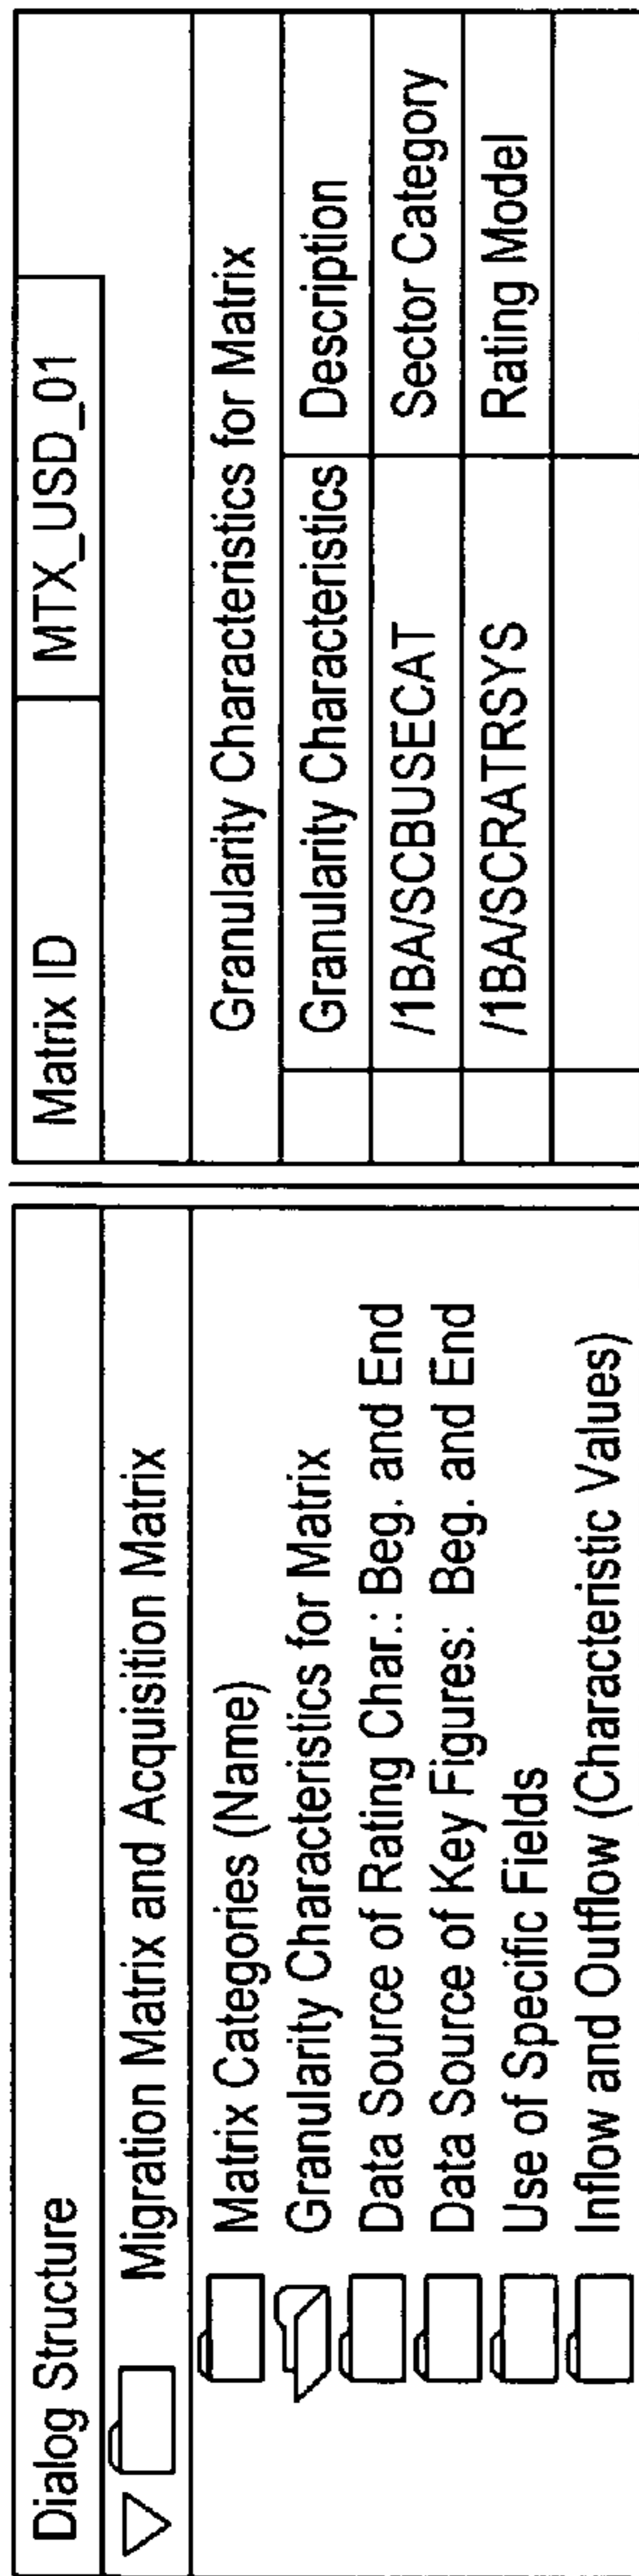 Dialog Structure
Migration Matrix and Acquisition Matrix
Matrix Categories (Name)
Granularity Characteristics for Matrix
Data Source of Rating Char.: Beg. and End
Data Source of Key Figures: Beg. and End
Use of Specific Fields
Inflow and Outflow (Characteristic Values)
Matrix ID MTX_USD_01
Granularity Characteristics for Matrix
Granularity Characteristics Description
/1BA/SCBUSECAT Sector Category
/1BA/SCRATRSYS Rating Model